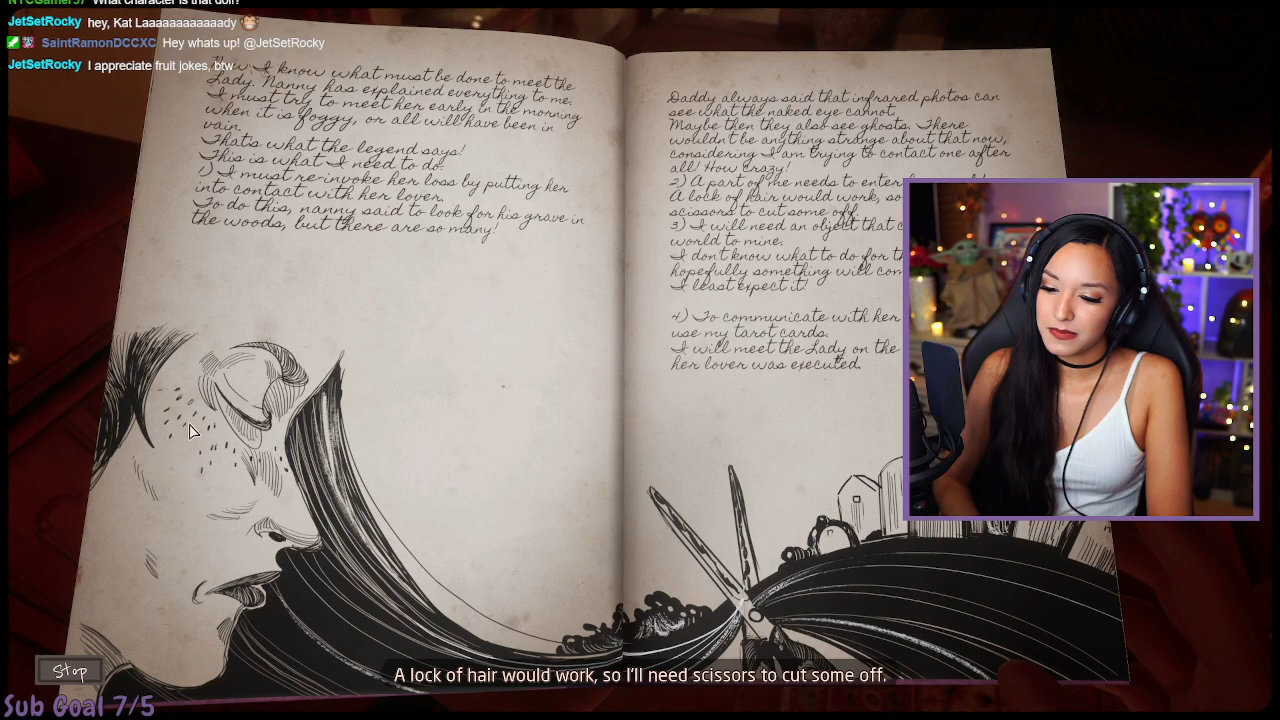 What character is that doll?
JetSetRocky hey, Kat Laaaaaaaaaaady
SaintRamonDCCXC Hey whats up! @JetSetRocky
JetSetRocky I appreciate fruit jokes, btw
I know what must be done to meet the
Lady. Nanny has explained everything to me.
I must try to meet her early in the morning
when it is foggy, or all will have been in
vain.
That's what the legend says!
This is what I need to do:
1) I must re-invoke her loss by putting her
into contact with her lover.
To do this, nanny said to look for his grave in
the woods, but there are so many!
Daddy always said that infrared photos can
see what the naked eye cannot.
Maybe then they also see ghosts. There
wouldn't be anything strange about that now,
considering I am trying to contact one after
all! How crazy!
2) A part of me needs to enter
A lock of hair would work, so
scissors to cut some off.
3) I will need an object that
world to mine.
I don't know what to do for
hopefully something will
I least expect it!
4) To communicate with her
use my tarot cards.
I will meet the Lady on the
her lover was executed.
Stop
A lock of hair would work, so I'll need scissors to cut some off.
Sub Goal 7/5